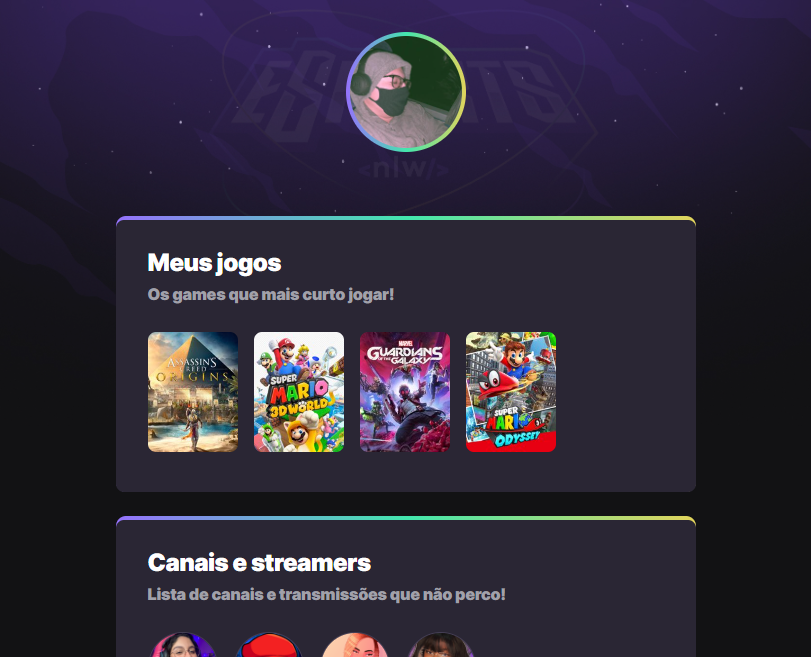 ESPORTS
<nlw/>
Meus jogos
Os games que mais curto jogar!
ASSASSIN'S
CREED
ORIGINS
SUPER
MARIO
3D WORLD
MARVEL
GUARDIANS
OF THE
GALAXY
SUPER
MARIO
ODYSSEY
Canais e streamers
Lista de canais e transmissões que não perco!